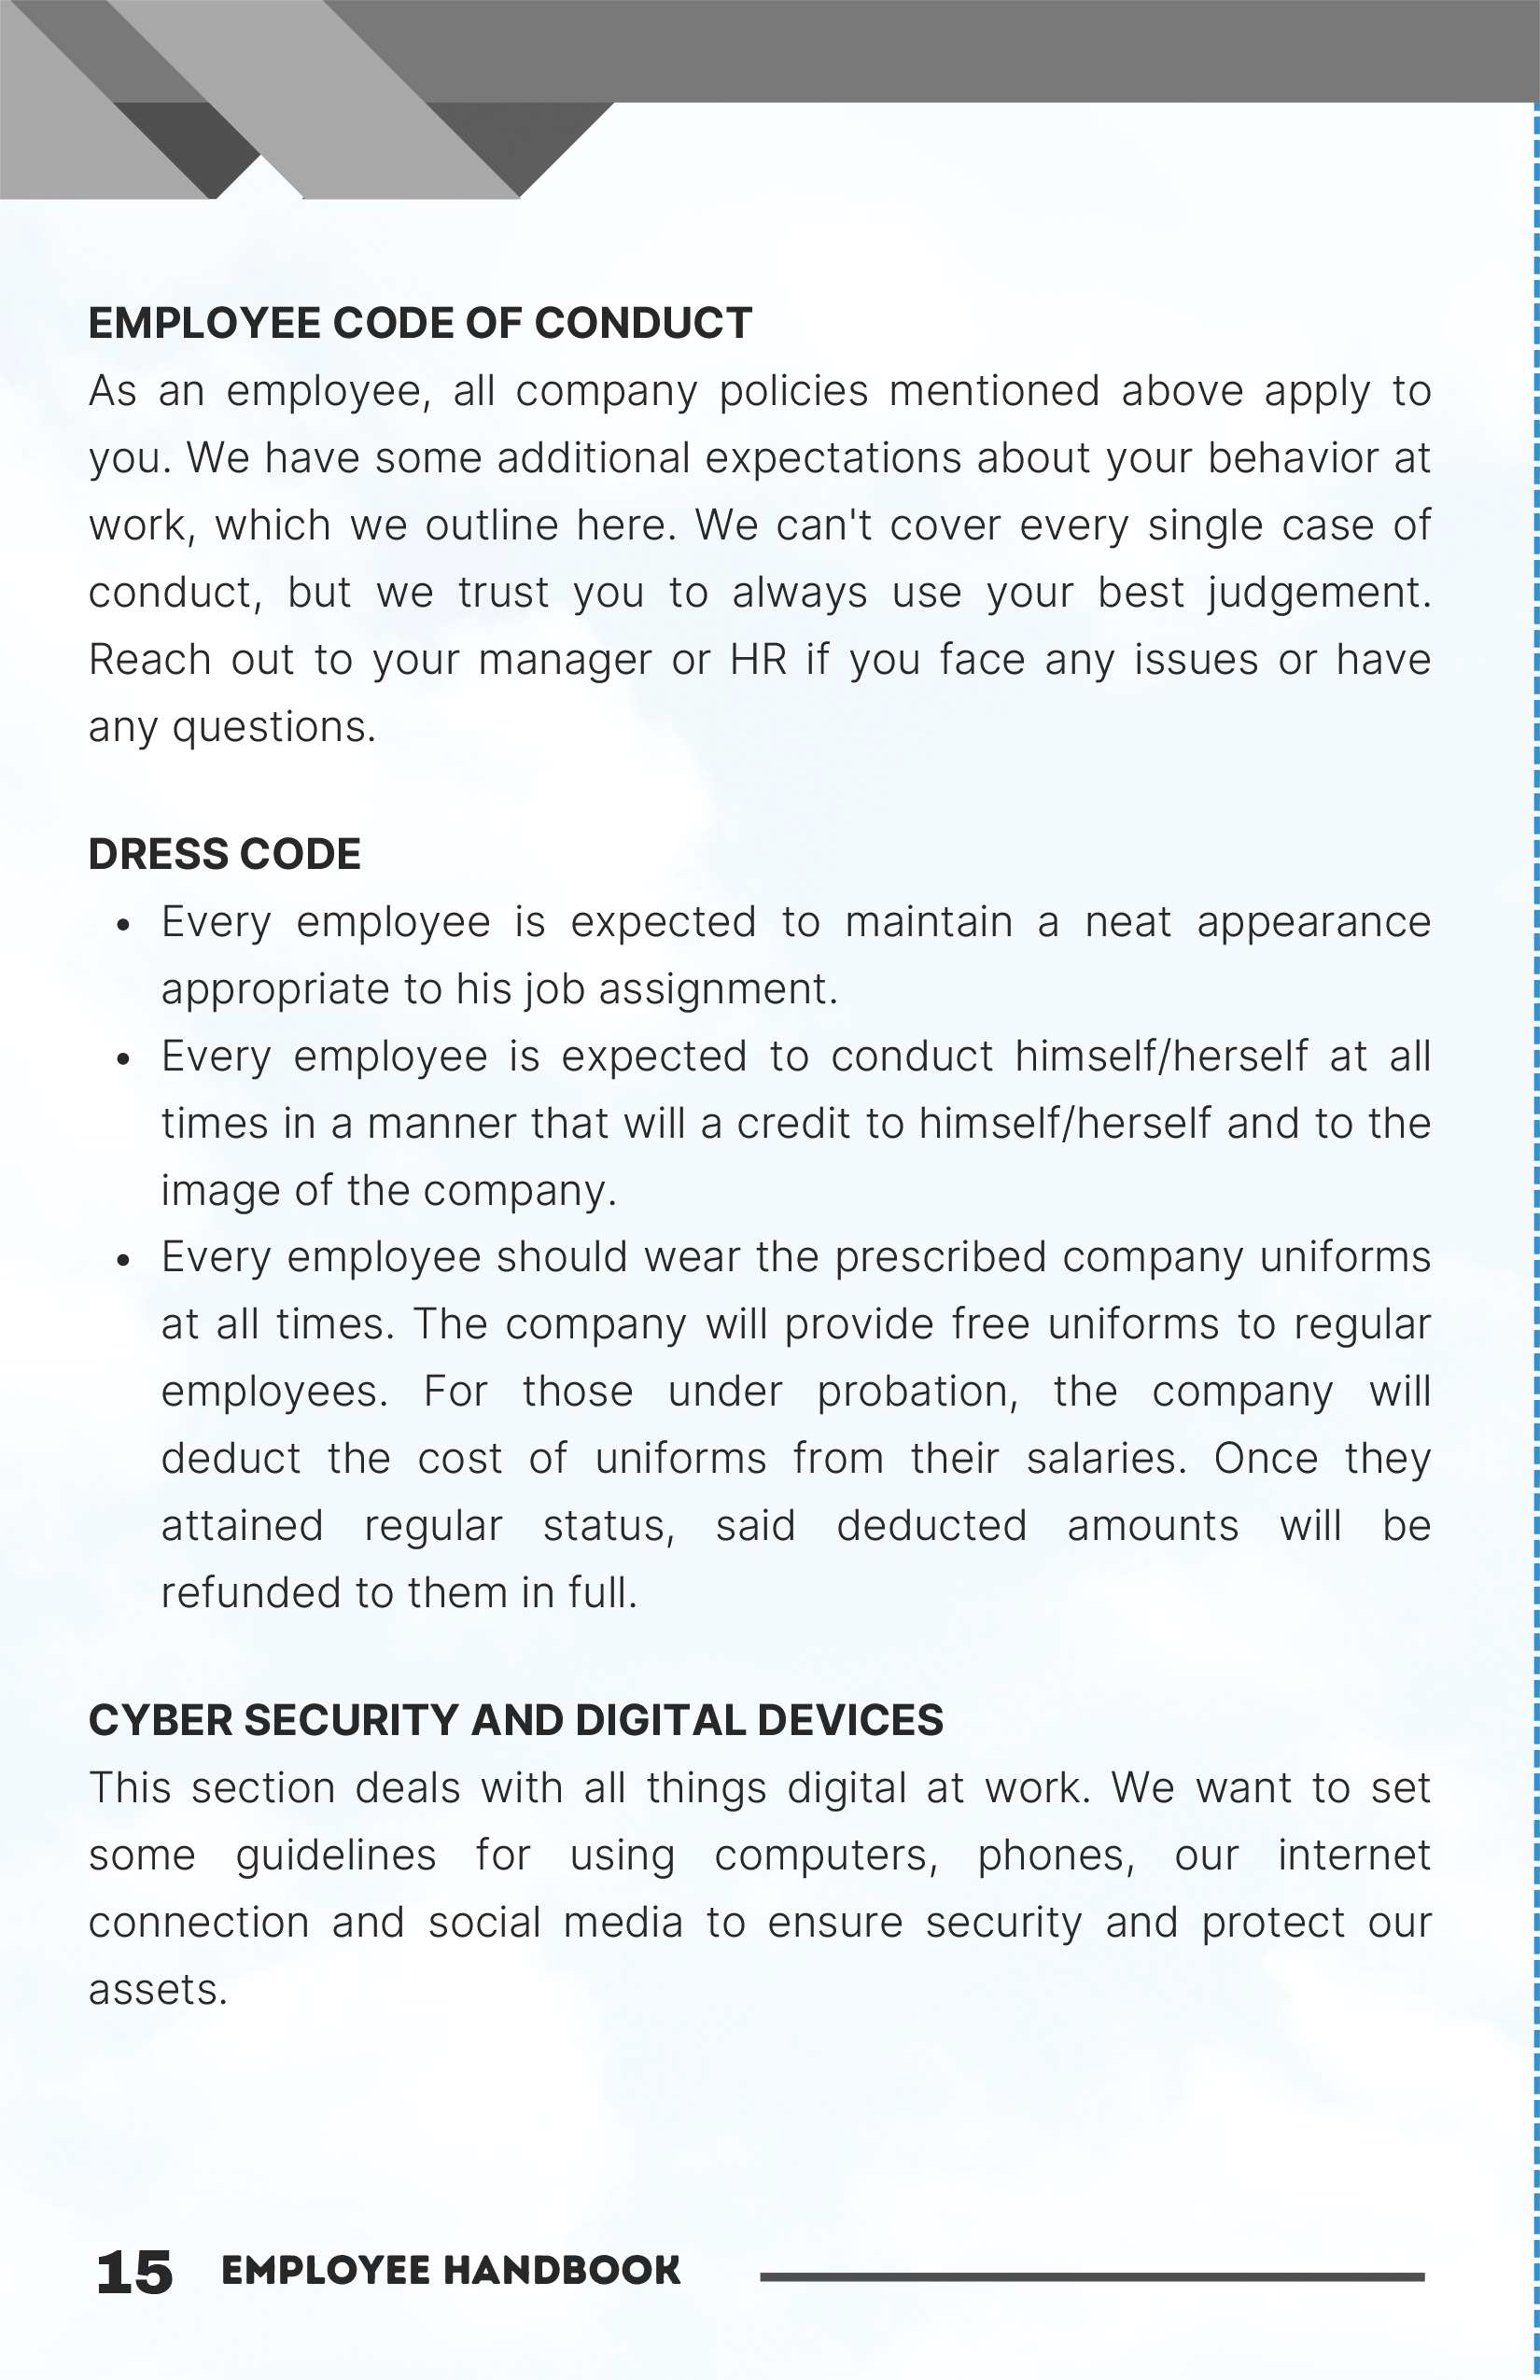 EMPLOYEE CODE OF CONDUCT
As an employee, all company policies mentioned above apply to
you. We have some additional expectations about your behavior at
work, which we outline here. We can't cover every single case of
conduct, but we trust you to always use your best judgement.
Reach out to your manager or HR if you face any issues or have
any questions.
DRESS CODE
• Every employee is expected to maintain a neat appearance
appropriate to his job assignment.
• Every employee is expected to conduct himself/herself at all
times in a manner that will a credit to himself/herself and to the
image of the company.
• Every employee should wear the prescribed company uniforms
at all times. The company will provide free uniforms to regular
employees. For those under probation, the company will
deduct the cost of uniforms from their salaries. Once they
attained regular status, said deducted amounts will be
refunded to them in full.
CYBER SECURITY AND DIGITAL DEVICES
This section deals with all things digital at work. We want to set
some guidelines for using computers, phones, our internet
connection and social media to ensure security and protect our
assets.
15 EMPLOYEE HANDBOOK